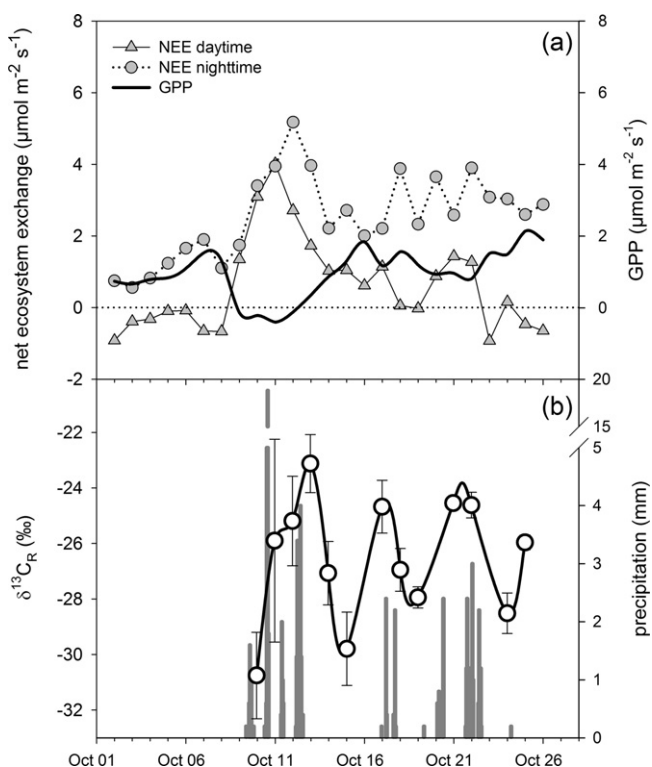 (a)
NEE daytime
NEE nighttime
GPP
net ecosystem exchange (µmol m⁻² s⁻¹)
8
6
4
2
0
-2
GPP (µmol m⁻² s⁻¹)
8
6
4
2
0
20
(b)
δ¹³C_R (‰)
-22
-24
-26
-28
-30
-32
precipitation (mm)
15
5
4
3
2
1
0
Oct 01 Oct 06 Oct 11 Oct 16 Oct 21 Oct 26